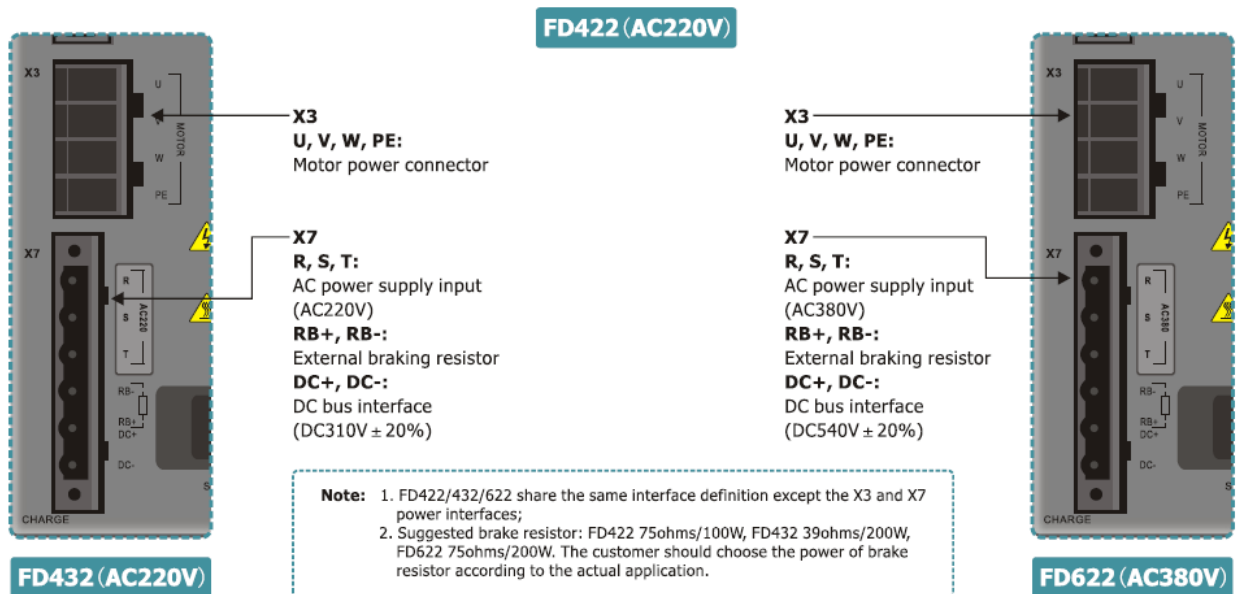 FD422(AC220V)
X3
U
V
W
PE
MOTOR
X7
R
S
T
AC220
RB-
RB+
DC+
DC-
S
CHARGE
FD432(AC220V)
X3
U, V, W, PE:
Motor power connector
X7
R, S, T:
AC power supply input
(AC220V)
RB+, RB-:
External braking resistor
DC+, DC-:
DC bus interface
(DC310V ± 20%)
X3
U, V, W, PE:
Motor power connector
X7
R, S, T:
AC power supply input
(AC380V)
RB+, RB-:
External braking resistor
DC+, DC-:
DC bus interface
(DC540V ± 20%)
X3
U
V
W
PE
MOTOR
X7
R
S
T
AC380
RB-
RB+
DC+
DC-
S
CHARGE
FD622(AC380V)
Note: 1. FD422/432/622 share the same interface definition except the X3 and X7
power interfaces;
2. Suggested brake resistor: FD422 75ohms/100W, FD432 39ohms/200W,
FD622 75ohms/200W. The customer should choose the power of brake
resistor according to the actual application.